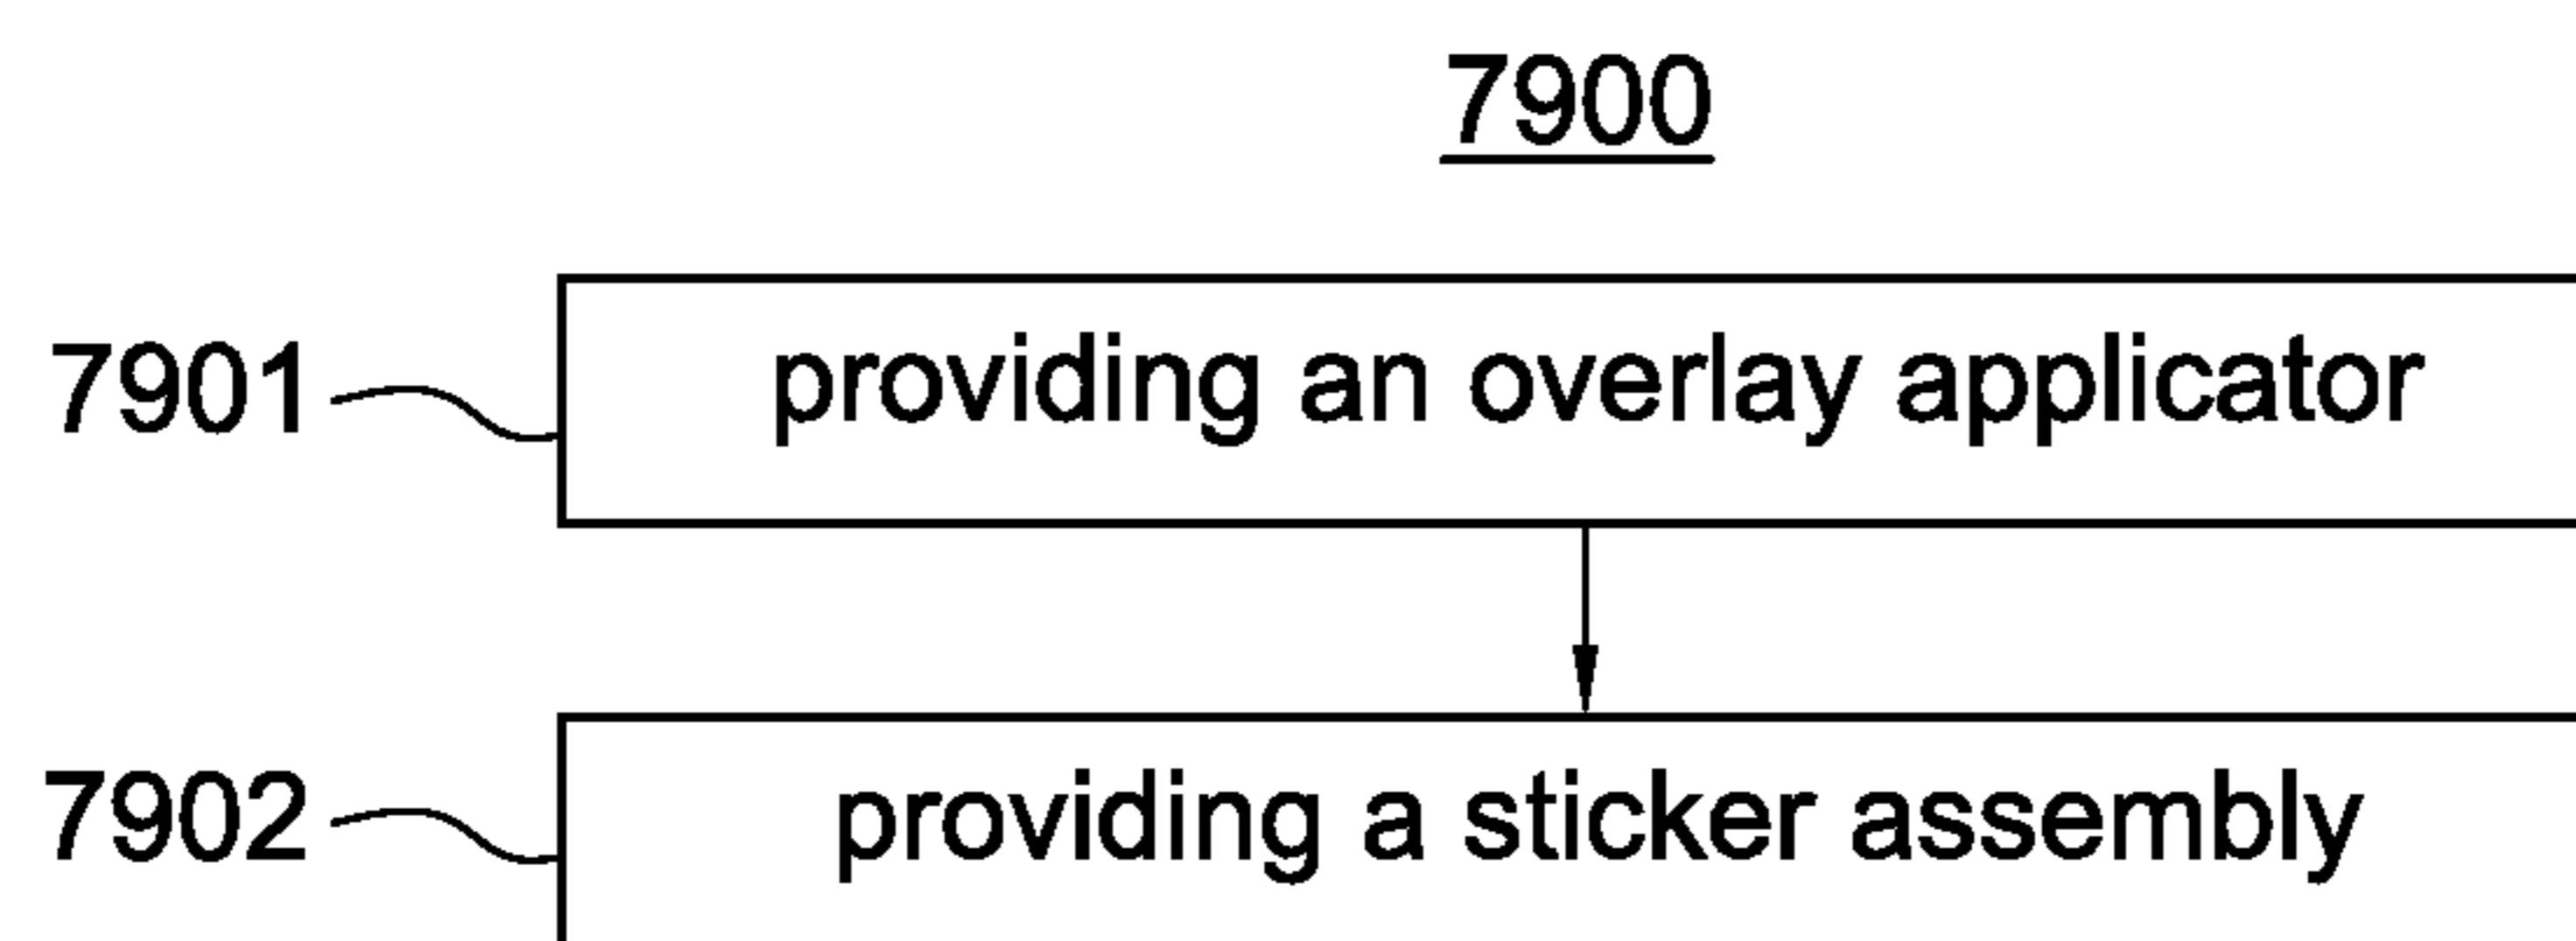 7900
7901 providing an overlay applicator
7902 providing a sticker assembly